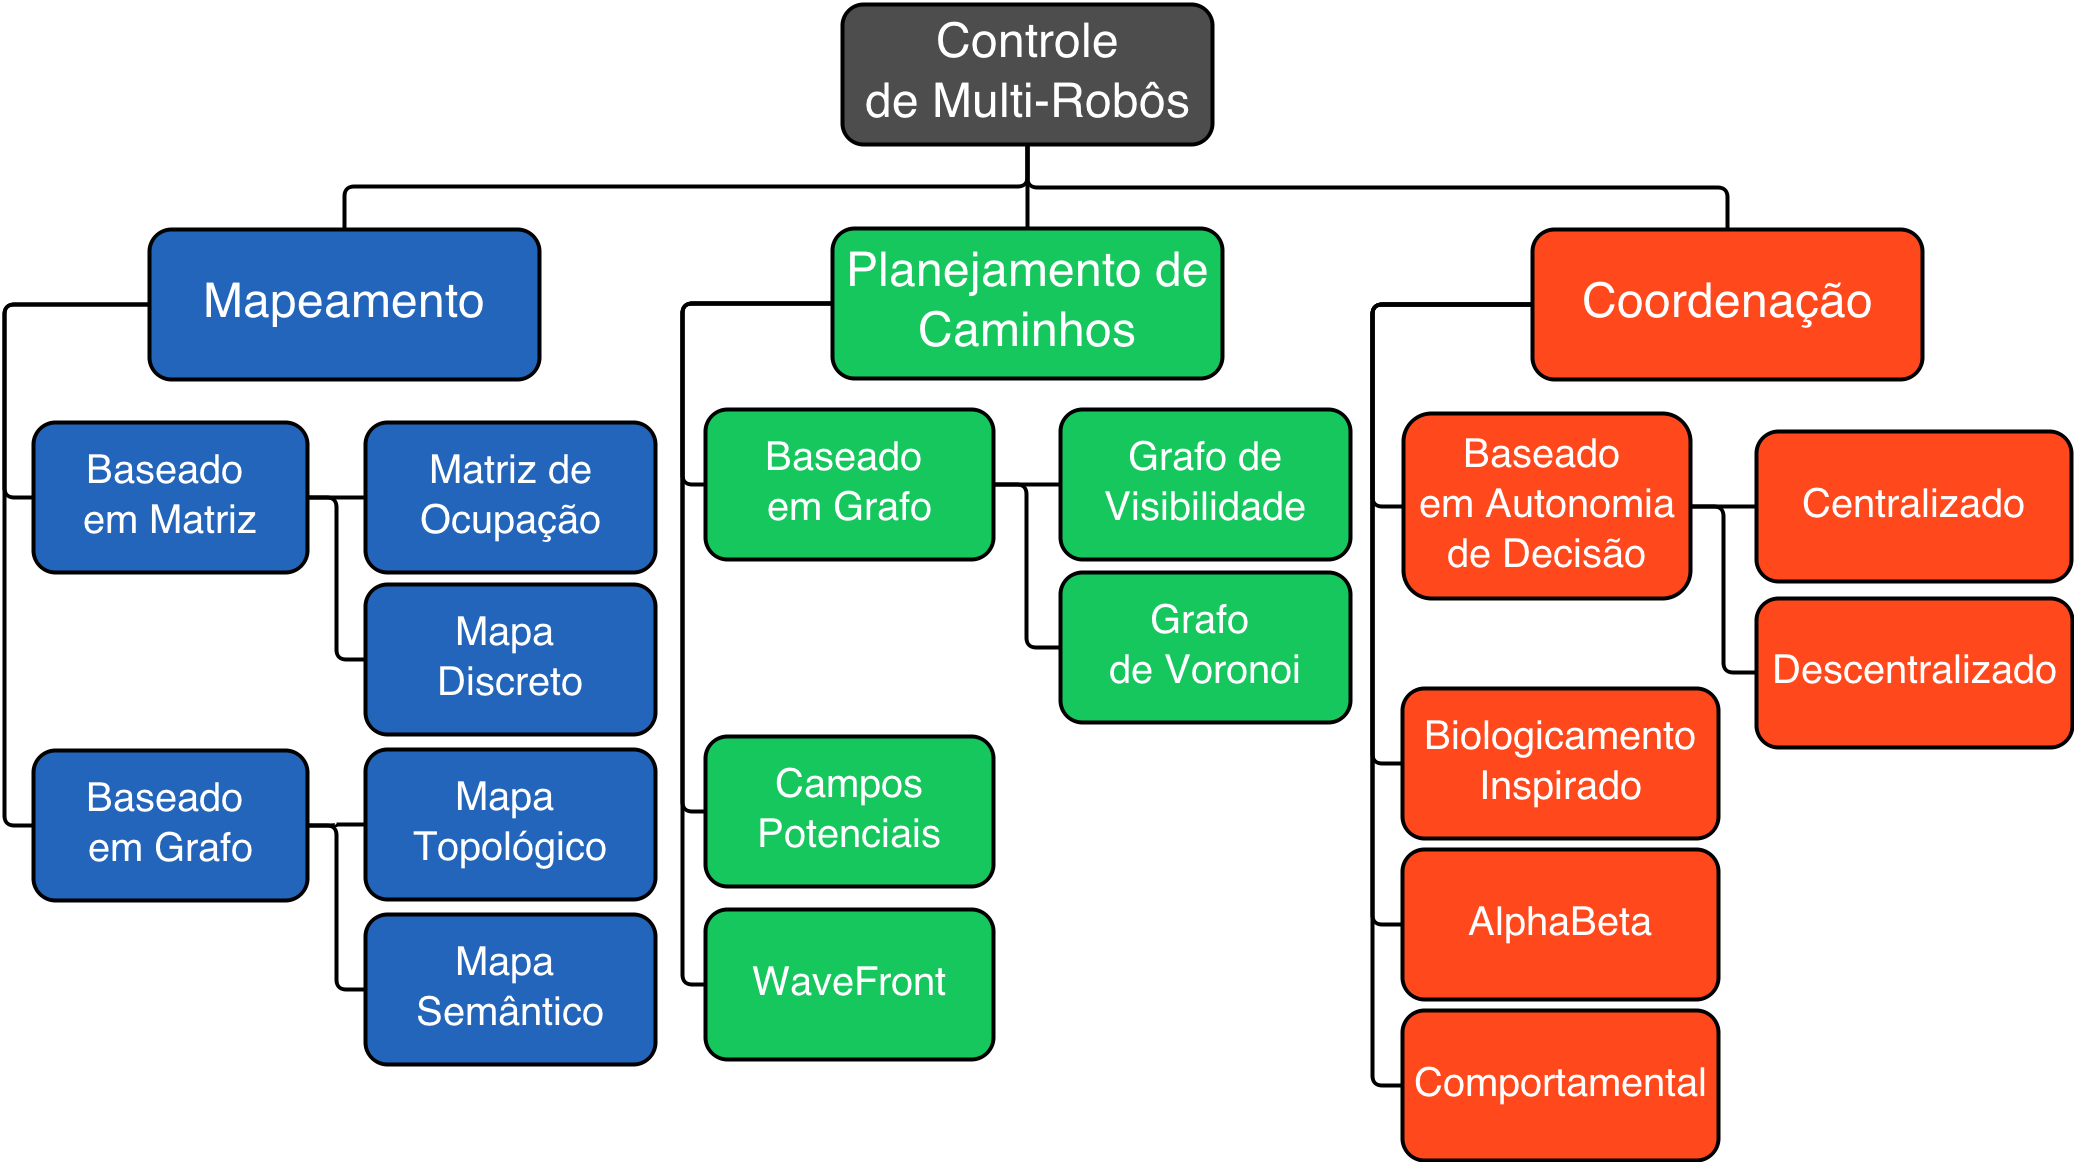 Controle
de Multi-Robôs
Mapeamento
Baseado
em Matriz
Matriz de
Ocupação
Mapa
Discreto
Baseado
em Grafo
Mapa
Topológico
Mapa
Semântico
Planejamento de
Caminhos
Baseado
em Grafo
Grafo de
Visibilidade
Grafo
de Voronoi
Campos
Potenciais
WaveFront
Coordenação
Baseado
em Autonomia
de Decisão
Centralizado
Descentralizado
Biologicamento
Inspirado
AlphaBeta
Comportamental